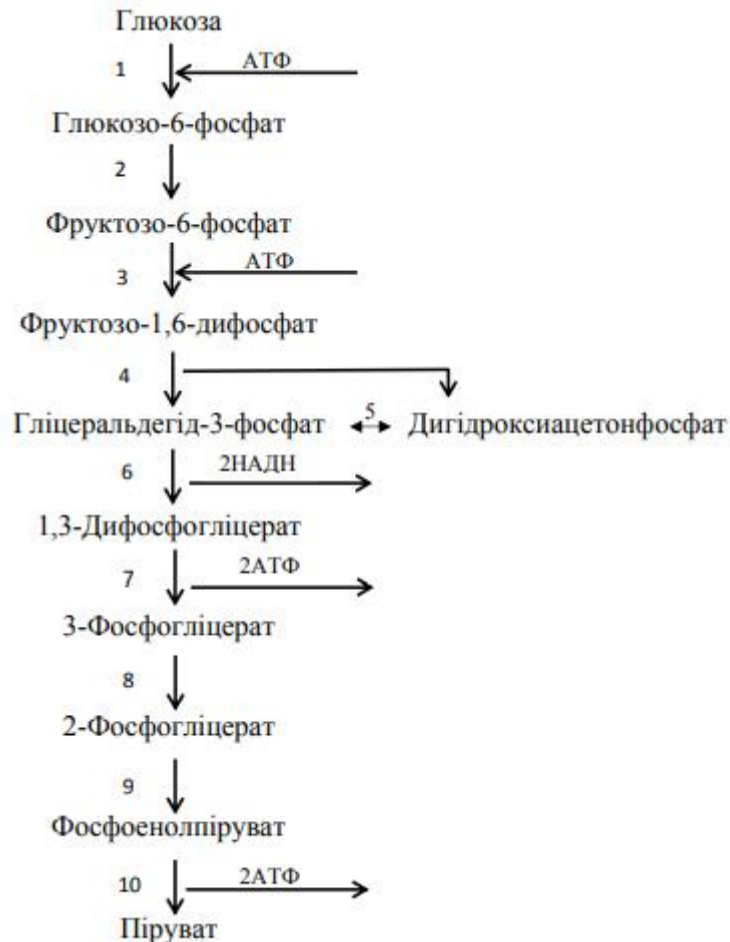 Глюкоза
1 АТФ
Глюкозо-6-фосфат
2
Фруктозо-6-фосфат
3 АТФ
Фруктозо-1,6-дифосфат
4
Гліцеральдегід-3-фосфат 5 Дигідроксиацетонфосфат
6 2НАДН
1,3-Дифосфогліцерат
7 2АТФ
3-Фосфогліцерат
8
2-Фосфогліцерат
9
Фосфоенолпіруват
10 2АТФ
Піруват